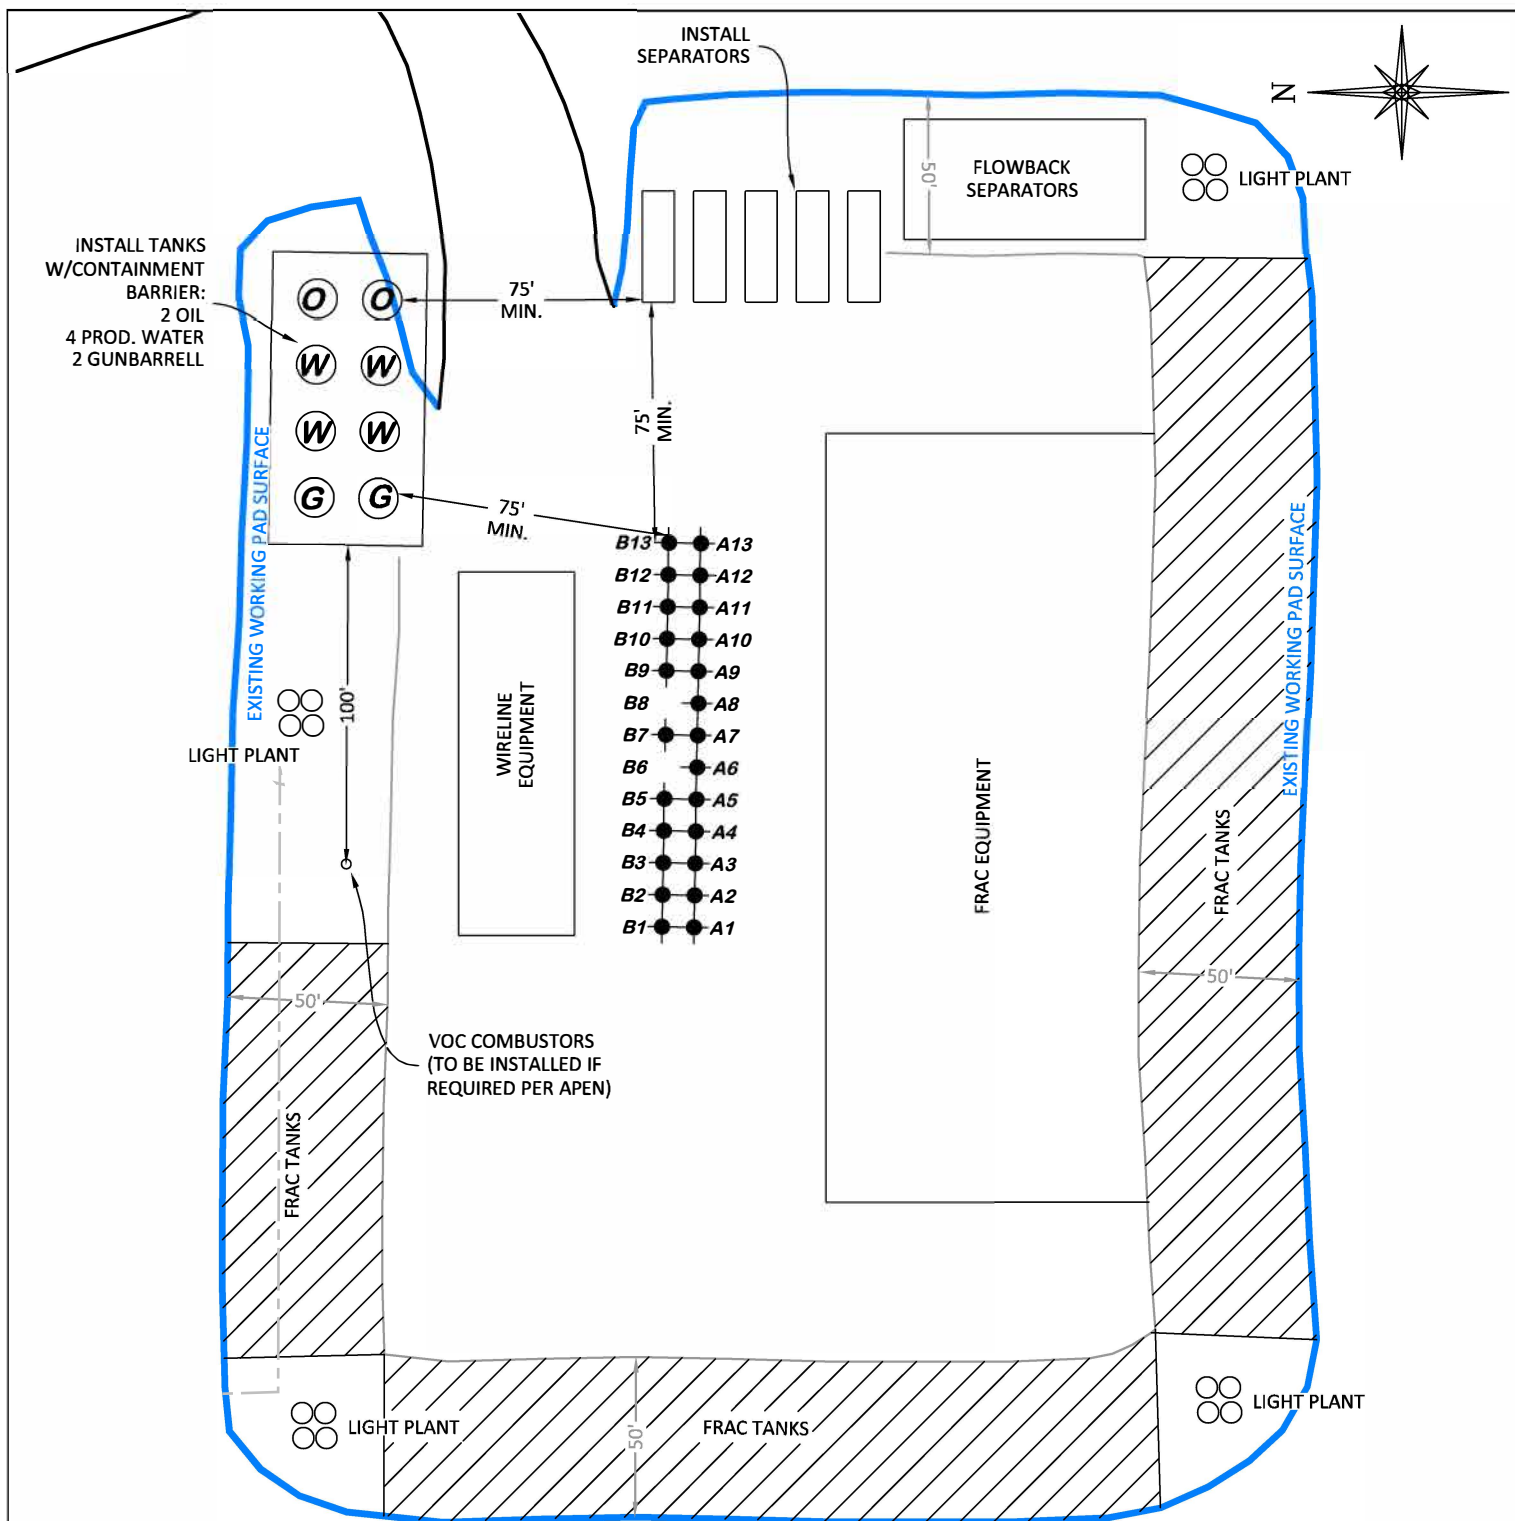 INSTALL
SEPARATORS
N
FLOWBACK
SEPARATORS
50'
LIGHT PLANT
INSTALL TANKS
W/CONTAINMENT
BARRIER:
2 OIL
4 PROD. WATER
2 GUNBARRELL
O O
W W
W W
G G
75'
MIN.
75'
MIN.
75'
MIN.
EXISTING WORKING PAD SURFACE
EXISTING WORKING PAD SURFACE
B13 A13
B12 A12
B11 A11
B10 A10
B9 A9
B8 A8
B7 A7
B6 A6
B5 A5
B4 A4
B3 A3
B2 A2
B1 A1
WIRELINE
EQUIPMENT
100'
LIGHT PLANT
FRAC EQUIPMENT
FRAC TANKS
50'
50'
VOC COMBUSTORS
(TO BE INSTALLED IF
REQUIRED PER APEN)
FRAC TANKS
LIGHT PLANT
50'
FRAC TANKS
LIGHT PLANT